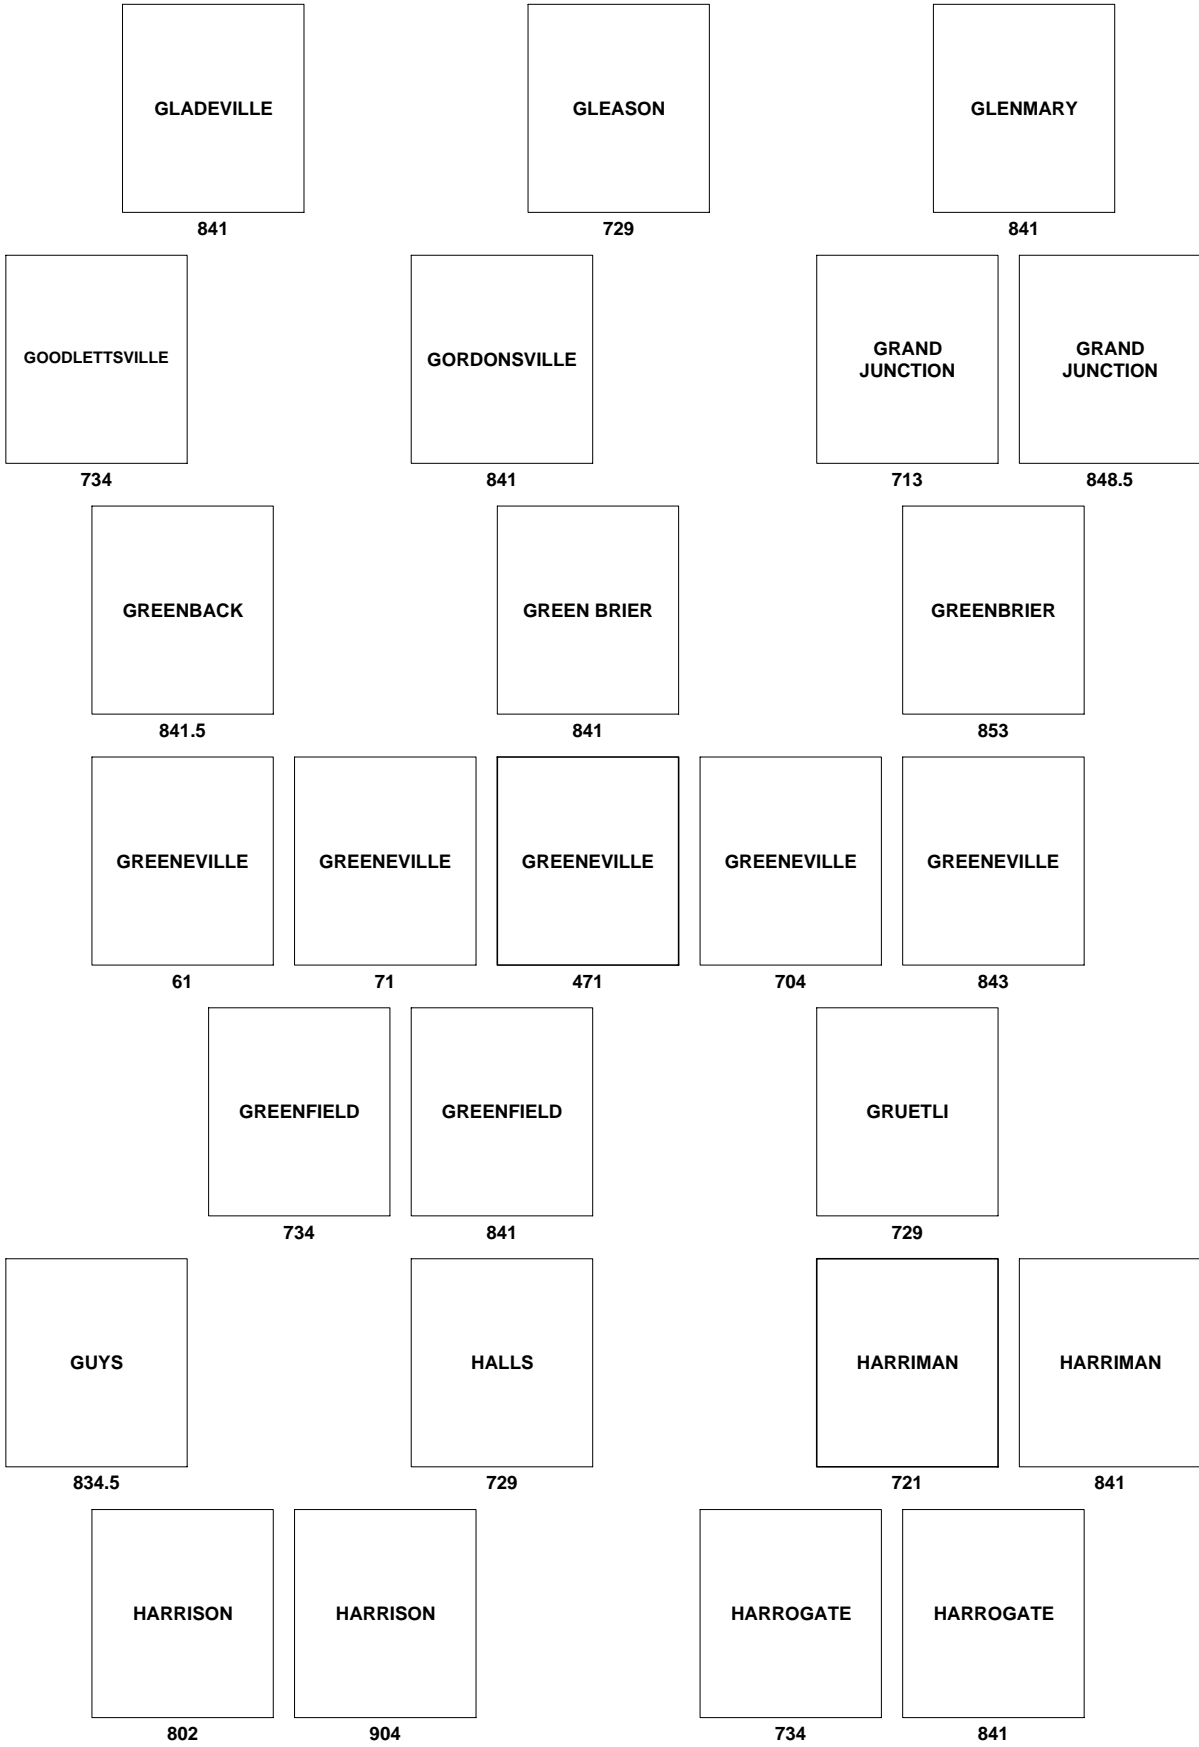 GLADEVILLE
GLEASON
GLENMARY
841
729
841
GOODLETTSVILLE
GORDONSVILLE
GRAND
JUNCTION
GRAND
JUNCTION
734
841
713
848.5
GREENBACK
GREEN BRIER
GREENBRIER
841.5
841
853
GREENEVILLE
GREENEVILLE
GREENEVILLE
GREENEVILLE
GREENEVILLE
61
71
471
704
843
GREENFIELD
GREENFIELD
GRUETLI
734
841
729
GUYS
HALLS
HARRIMAN
HARRIMAN
834.5
729
721
841
HARRISON
HARRISON
HARROGATE
HARROGATE
802
904
734
841